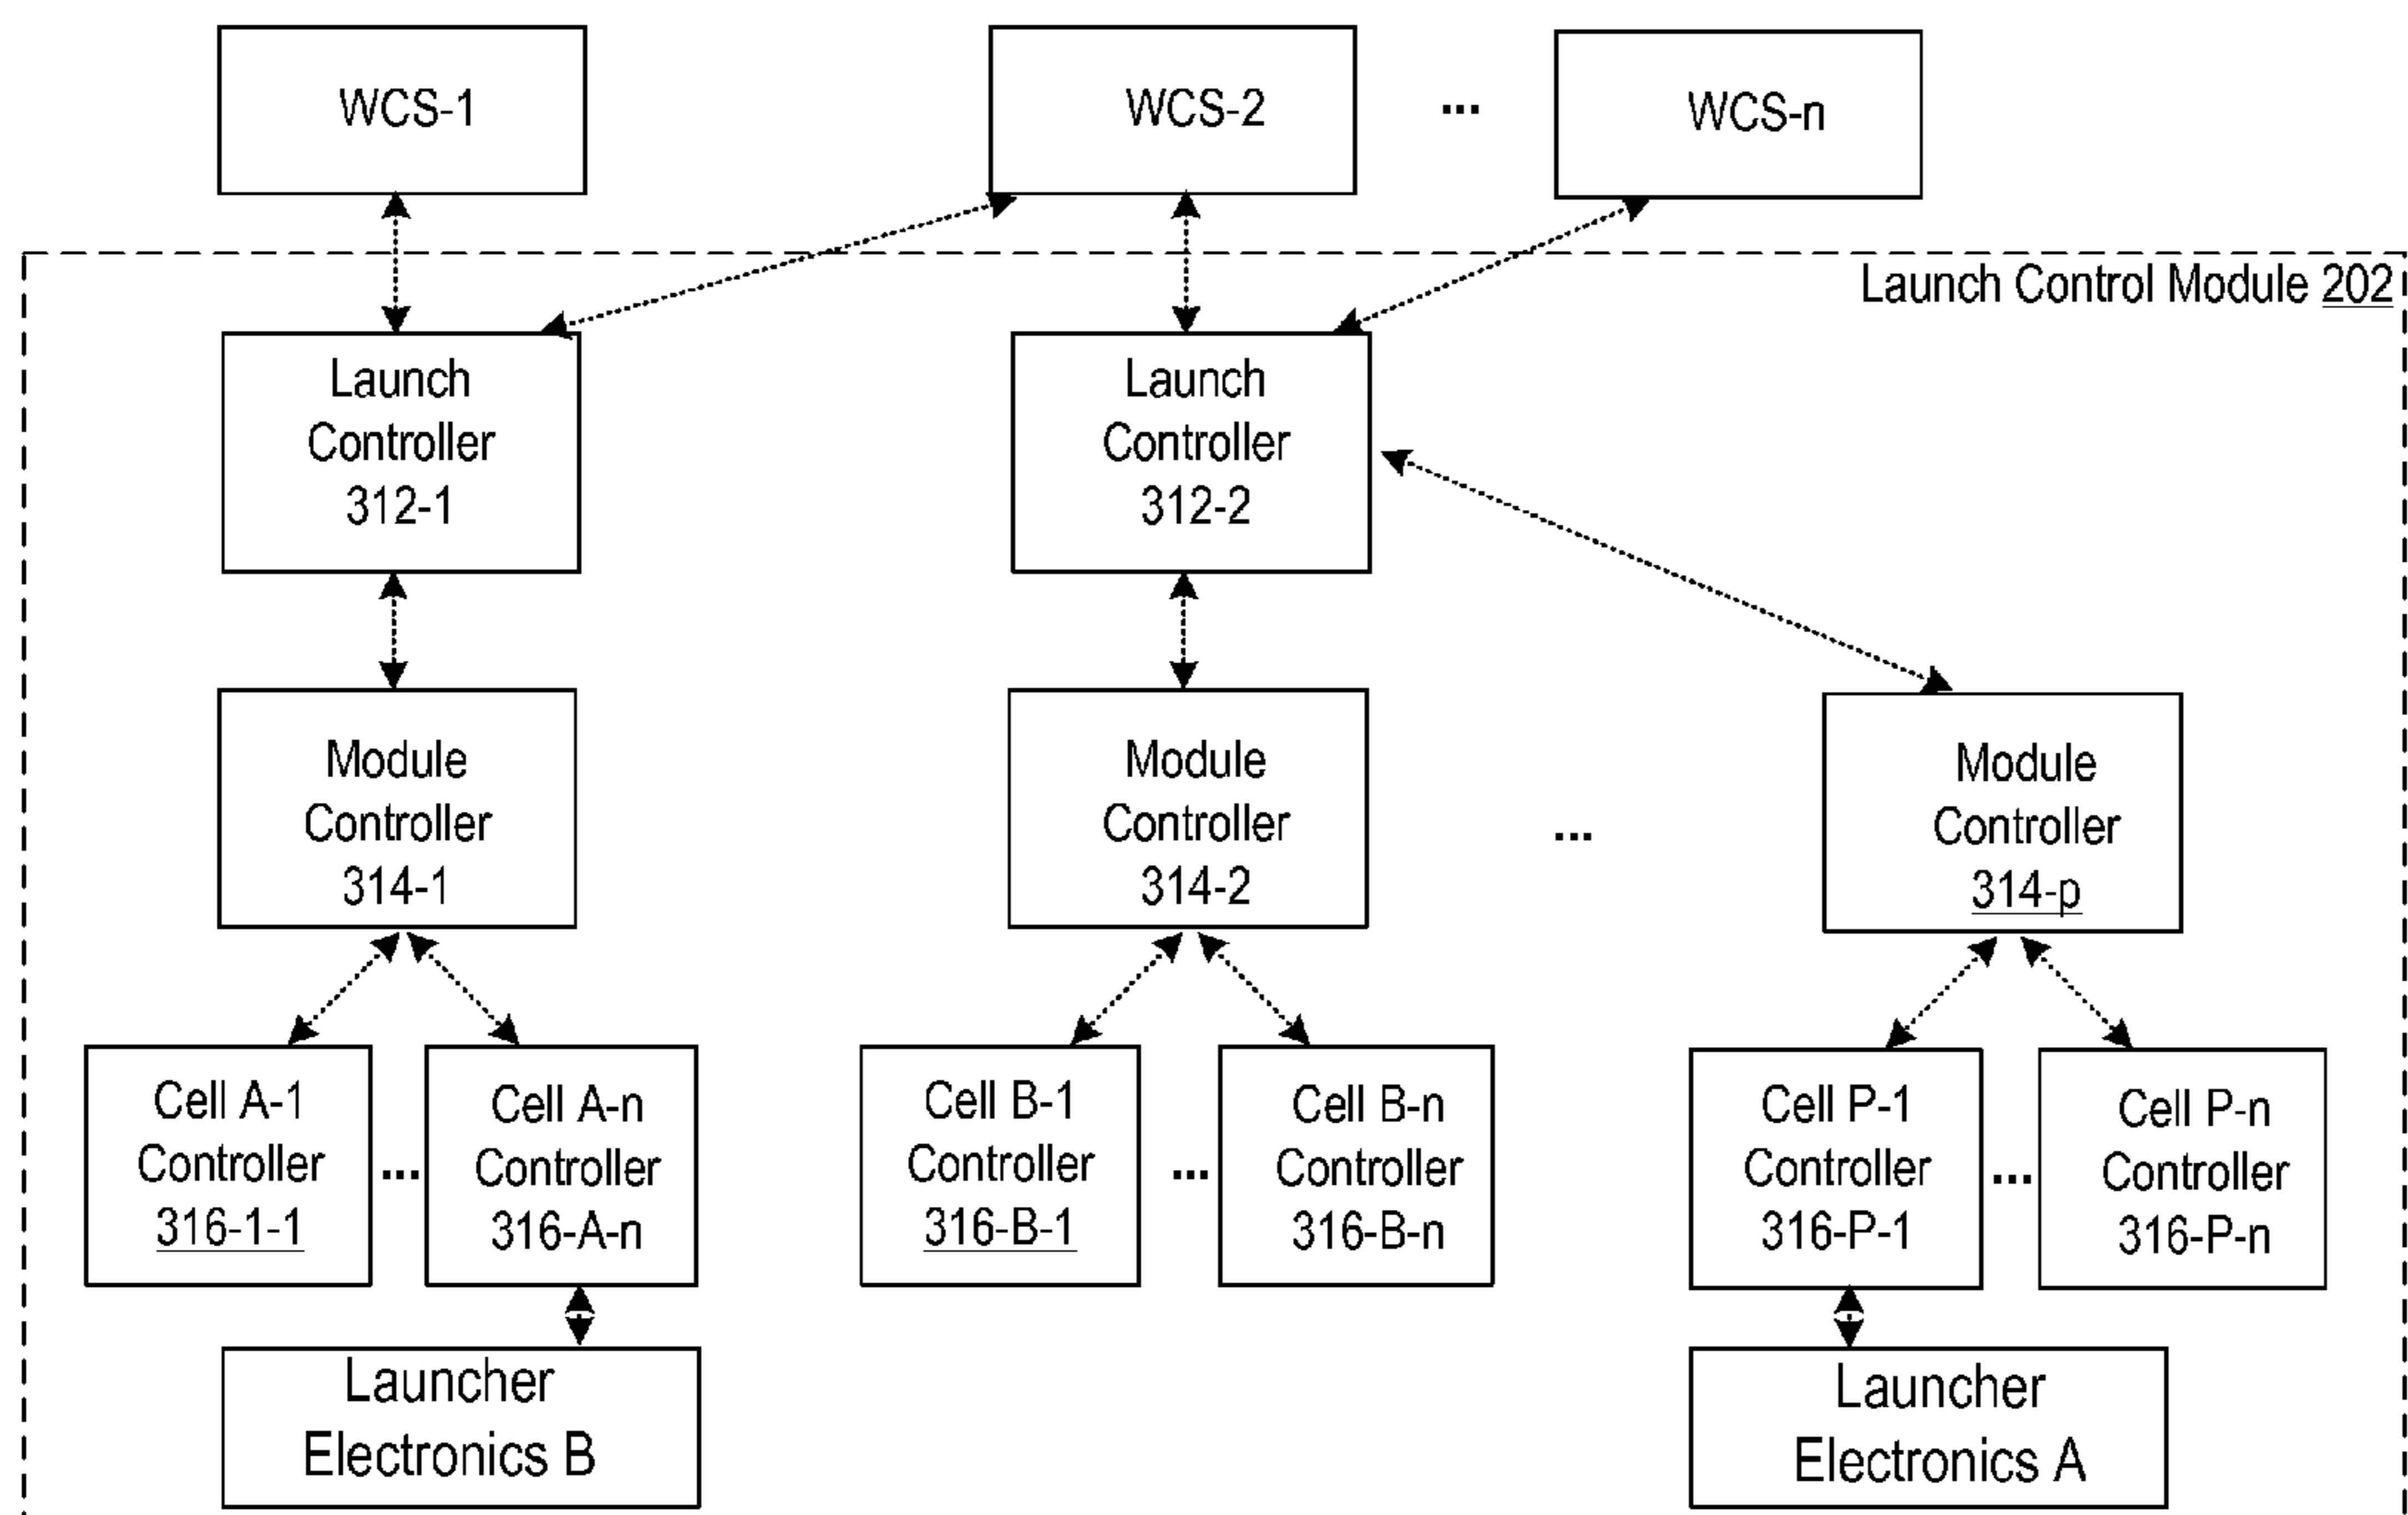 WCS-1
WCS-2
...
WCS-n
Launch Control Module 202
Launch
Controller
312-1
Launch
Controller
312-2
Module
Controller
314-1
Module
Controller
314-2
...
Module
Controller
314-p
Cell A-1
Controller
316-1-1
...
Cell A-n
Controller
316-A-n
Cell B-1
Controller
316-B-1
...
Cell B-n
Controller
316-B-n
Cell P-1
Controller
316-P-1
...
Cell P-n
Controller
316-P-n
Launcher
Electronics B
Launcher
Electronics A